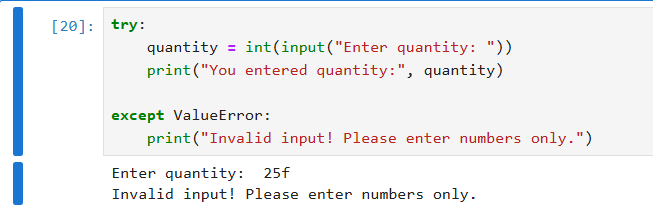 [20]: try:
    quantity = int(input("Enter quantity: "))
    print("You entered quantity:", quantity)
except ValueError:
    print("Invalid input! Please enter numbers only.")
Enter quantity:  25f
Invalid input! Please enter numbers only.